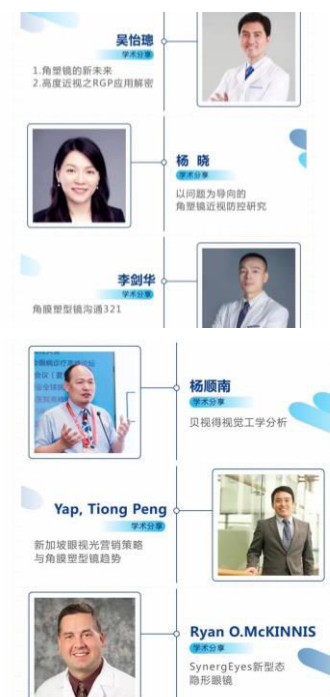 吴怡璁
学术分享
1.角塑镜的新未来
2.高度近视之RGP应用解密
杨 晓
学术分享
以问题为导向的
角塑镜近视防控研究
李剑华
学术分享
角膜塑型镜沟通321
杨顺南
学术分享
贝视得视觉工学分析
Yap, Tiong Peng
学术分享
新加坡眼视光营销策略
与角膜塑型镜趋势
Ryan O.McKINNIS
学术分享
SynergEyes新型态
隐形眼镜